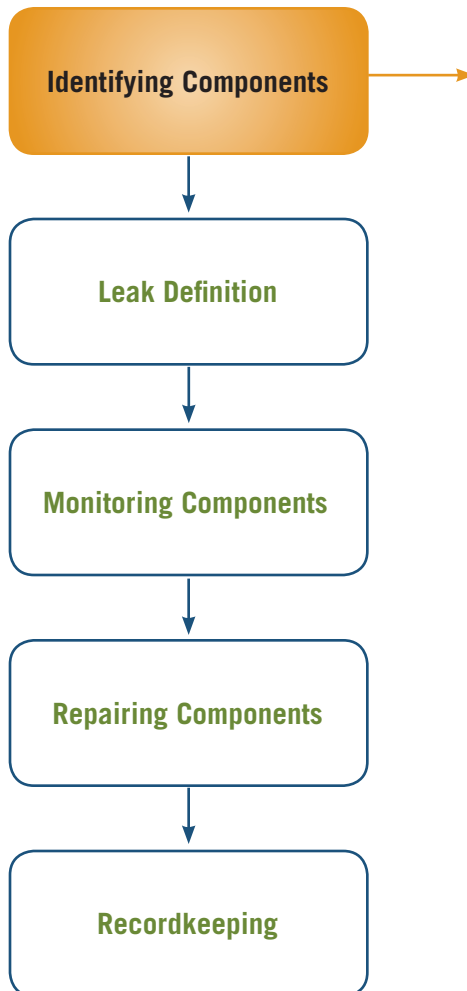 Identifying Components
Leak Definition
Monitoring Components
Repairing Components
Recordkeeping